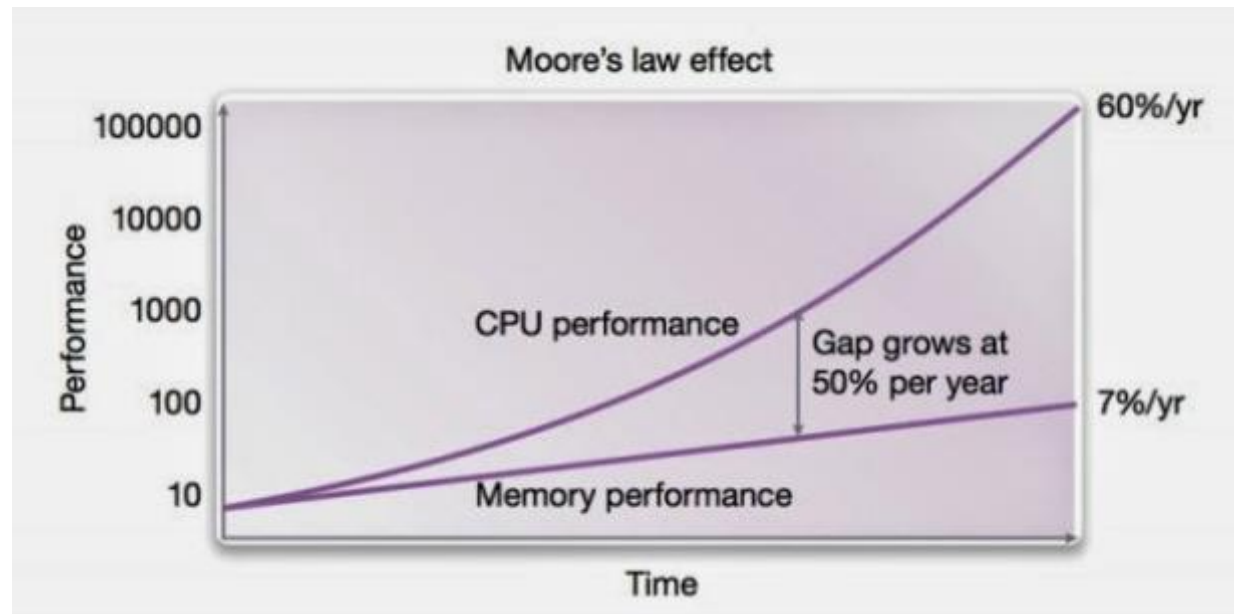 Moore's law effect
100000
10000
1000
100
10
Performance
CPU performance
Memory performance
Gap grows at
50% per year
60%/yr
7%/yr
Time